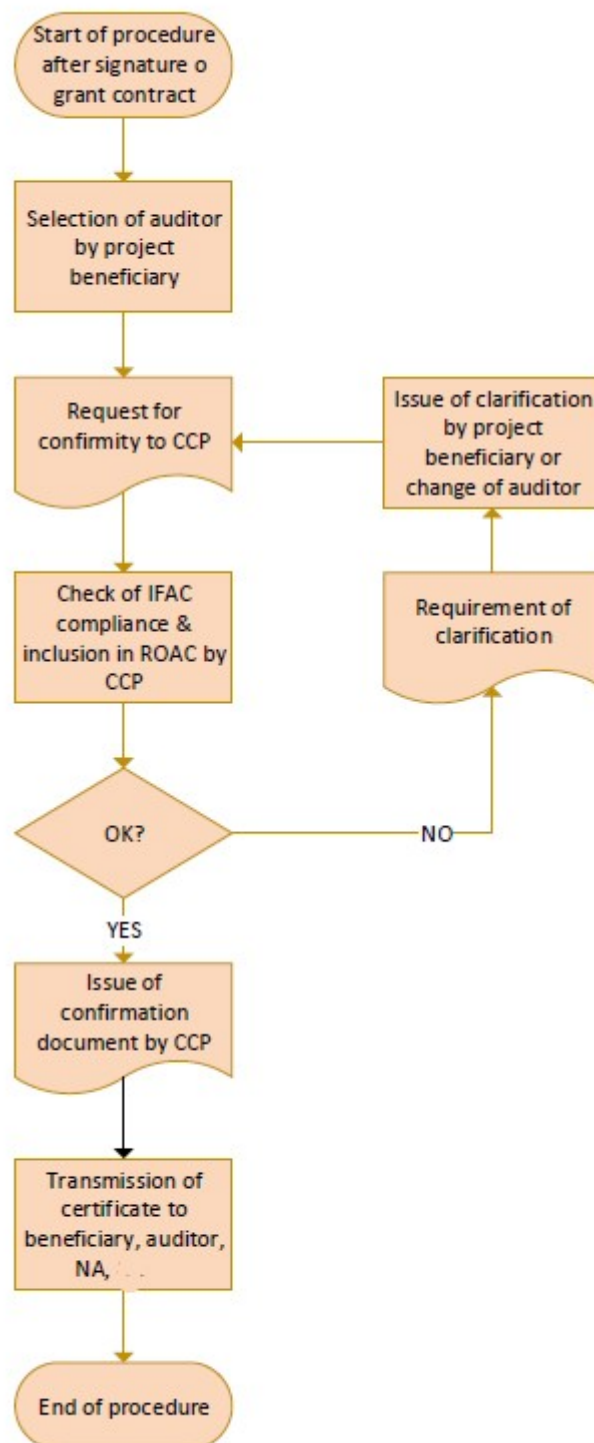 Start of procedure
after signature o
grant contract
Selection of auditor
by project
beneficiary
Request for
confirmity to CCP
Issue of clarification
by project
beneficiary or
change of auditor
Check of IFAC
compliance &
inclusion in ROAC by
CCP
Requirement of
clarification
OK?
NO
YES
Issue of
confirmation
document by CCP
Transmission of
certificate to
beneficiary, auditor,
NA,
End of procedure